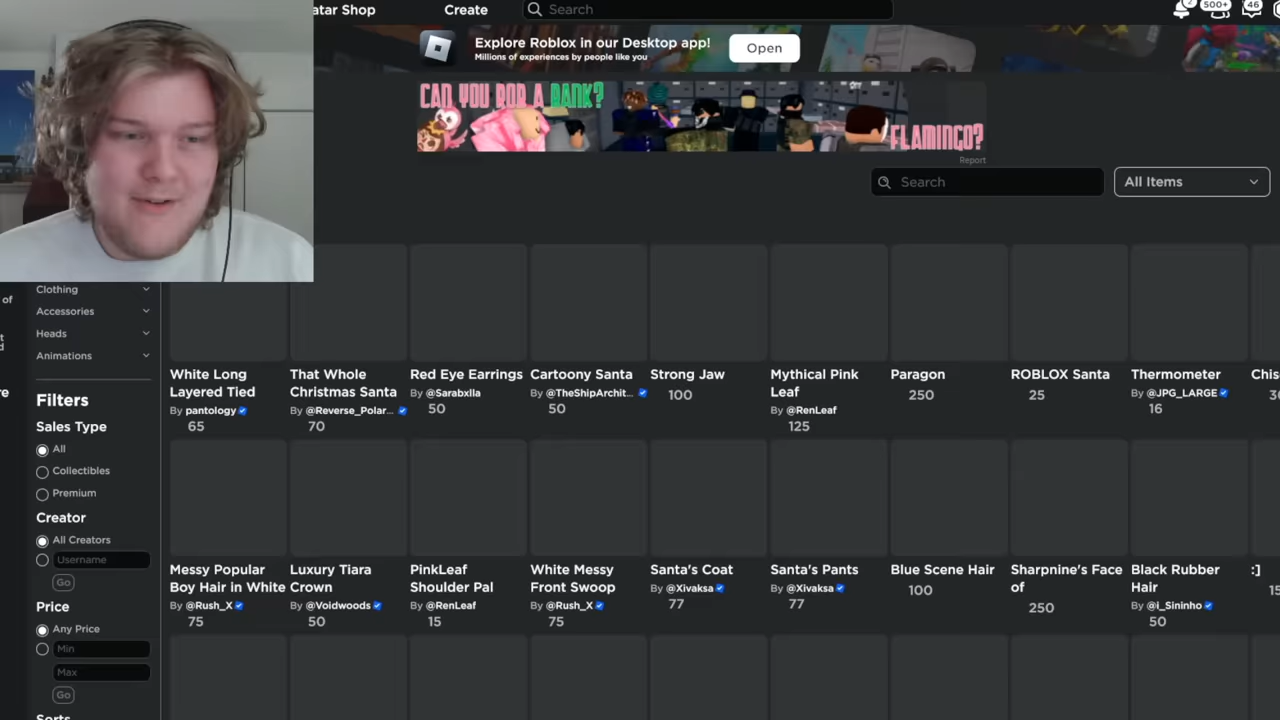 atar Shop
Create
Search
500+
46
Explore Roblox in our Desktop app!
Millions of experiences by people like you
Open
CAN YOU ROB A BANK?
FLAMINGO?
Report
Search
All Items
of
Clothing
Accessories
Heads
Animations
Filters
Sales Type
All
Collectibles
Premium
Creator
All Creators
Username
Go
Price
Any Price
Min
Max
Go
Sorts
White Long
Layered Tied
By pantology
65
That Whole
Christmas Santa
By @Reverse_Polar...
70
Red Eye Earrings
By @Sarabxlla
50
Cartoony Santa
By @TheShipArchit...
50
Strong Jaw
100
Mythical Pink
Leaf
By @RenLeaf
125
Paragon
250
ROBLOX Santa
25
Thermometer
By @JPG_LARGE
16
Chis
Messy Popular
Boy Hair in White
By @Rush_X
75
Luxury Tiara
Crown
By @Voidwoods
50
PinkLeaf
Shoulder Pal
By @RenLeaf
15
White Messy
Front Swoop
By @Rush_X
75
Santa's Coat
By @Xivaksa
77
Santa's Pants
By @Xivaksa
77
Blue Scene Hair
100
Sharpnine's Face
of
250
Black Rubber
Hair
By @i_Sininho
50
:]
15